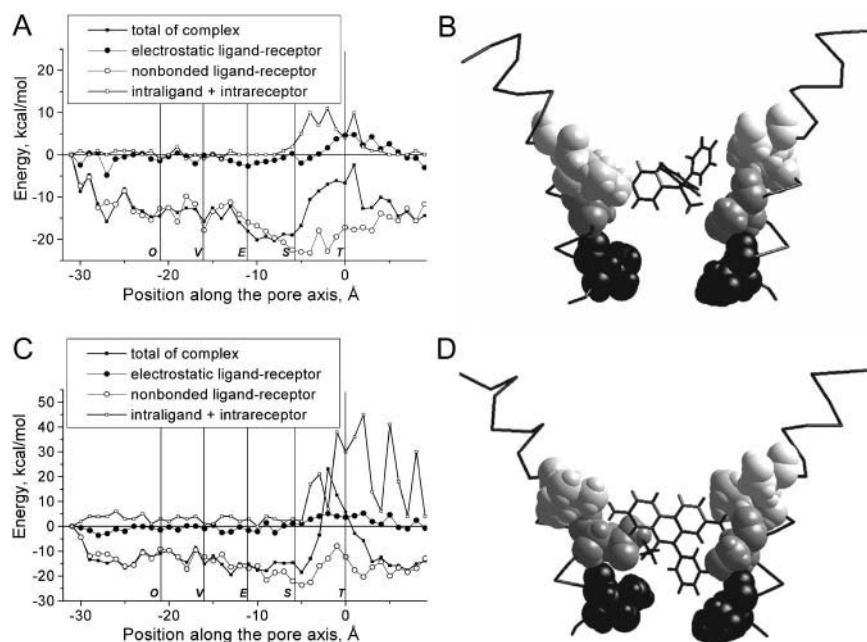 A
B
total of complex
electrostatic ligand-receptor
nonbonded ligand-receptor
intraligand + intrareceptor
Energy, kcal/mol
20
10
0
-10
-20
O V E S T
-30 -20 -10 0
Position along the pore axis, Å
C
D
total of complex
electrostatic ligand-receptor
nonbonded ligand-receptor
intraligand + intrareceptor
Energy, kcal/mol
50
40
30
20
10
0
-10
-20
-30
O V E S T
-30 -20 -10 0
Position along the pore axis, Å